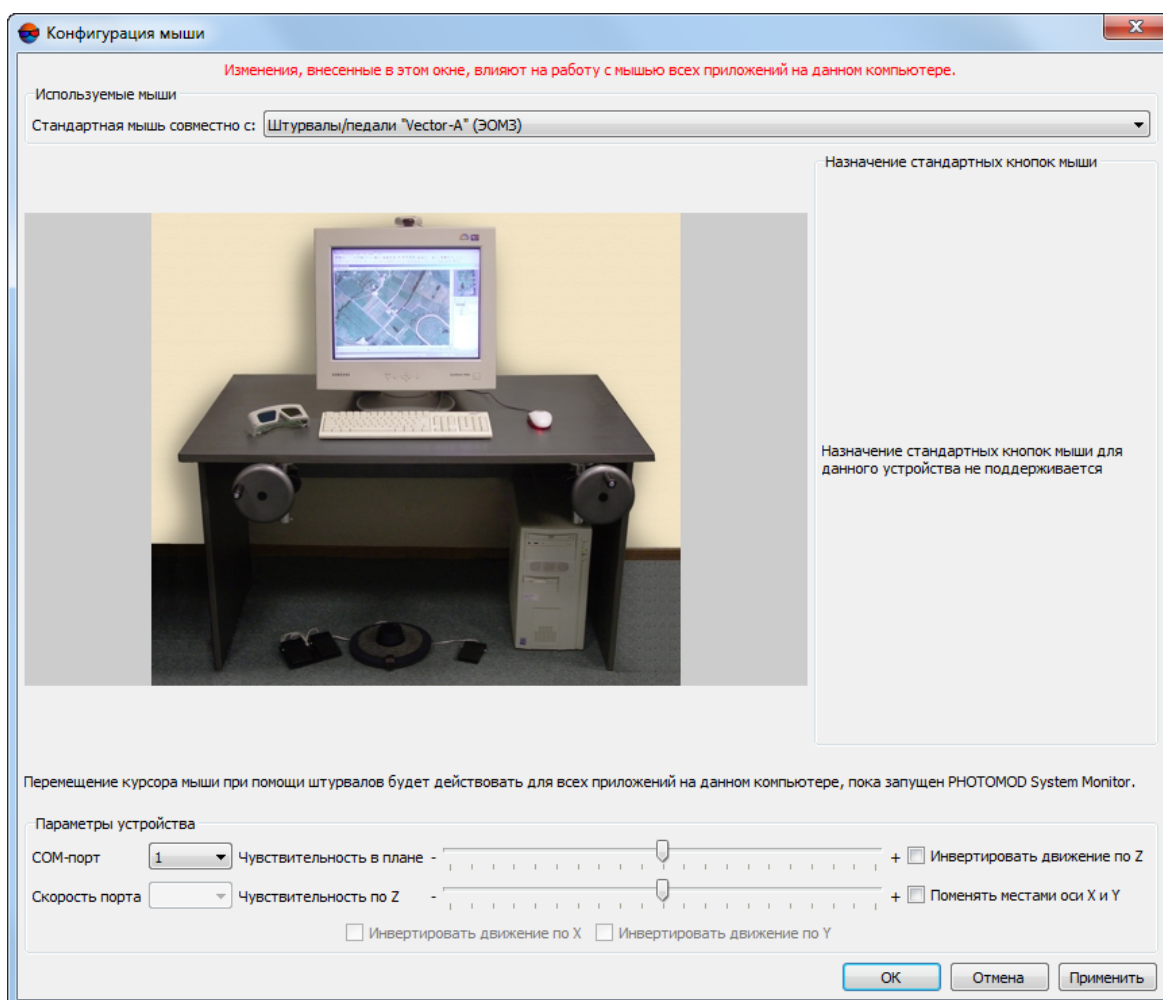 Конфигурация мыши
Изменения, внесенные в этом окне, влияют на работу с мышью всех приложений на данном компьютере.
Используемые мыши
Стандартная мышь совместно с: Штурвалы/педали "Vector-A" (ЭОМЗ)
Назначение стандартных кнопок мыши
Назначение стандартных кнопок мыши для
данного устройства не поддерживается
Перемещение курсора мыши при помощи штурвалов будет действовать для всех приложений на данном компьютере, пока запущен PHOTOMOD System Monitor.
Параметры устройства
COM-порт 1 Чувствительность в плане - + Инвертировать движение по Z
Скорость порта Чувствительность по Z - + Поменять местами оси X и Y
Инвертировать движение по X Инвертировать движение по Y
OK Отмена Применить